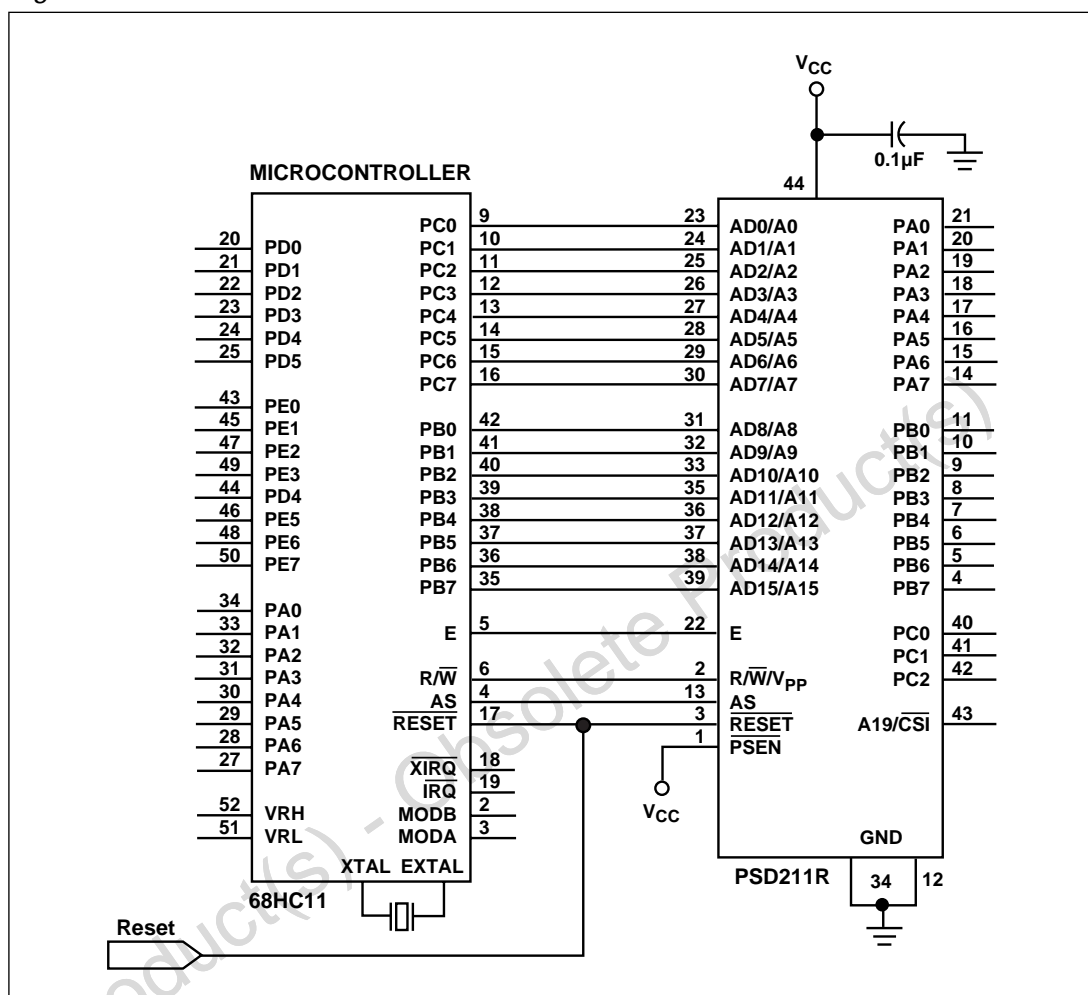 VCC
0.1µF
44
MICROCONTROLLER
20 PD0
21 PD1
22 PD2
23 PD3
24 PD4
25 PD5
43 PE0
45 PE1
47 PE2
49 PE3
44 PD4
46 PE5
48 PE6
50 PE7
34 PA0
33 PA1
32 PA2
31 PA3
30 PA4
29 PA5
28 PA6
27 PA7
52 VRH
51 VRL
PC0 9
PC1 10
PC2 11
PC3 12
PC4 13
PC5 14
PC6 15
PC7 16
PB0 42
PB1 41
PB2 40
PB3 39
PB4 38
PB5 37
PB6 36
PB7 35
E 5
R/W 6
AS 4
RESET 17
XIRQ 18
IRQ 19
MODB 2
MODA 3
XTAL EXTAL
68HC11
Reset
23 AD0/A0
24 AD1/A1
25 AD2/A2
26 AD3/A3
27 AD4/A4
28 AD5/A5
29 AD6/A6
30 AD7/A7
31 AD8/A8
32 AD9/A9
33 AD10/A10
35 AD11/A11
36 AD12/A12
37 AD13/A13
38 AD14/A14
39 AD15/A15
22 E
2 R/W/VPP
13 AS
3 RESET
1 PSEN
VCC
PA0 21
PA1 20
PA2 19
PA3 18
PA4 17
PA5 16
PA6 15
PA7 14
PB0 11
PB1 10
PB2 9
PB3 8
PB4 7
PB5 6
PB6 5
PB7 4
PC0 40
PC1 41
PC2 42
A19/CSI 43
GND
PSD211R
34 12
oduct(s) - Obsolete Product(s)